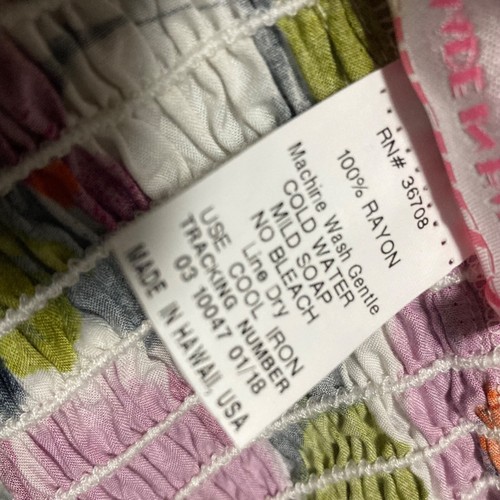 RN# 36708
100% RAYON
Machine Wash Gentle
COLD WATER
MILD SOAP
NO BLEACH
Line Dry
USE COOL IRON
TRACKING NUMBER
03 10047 01/18
MADE IN HAWAII, USA